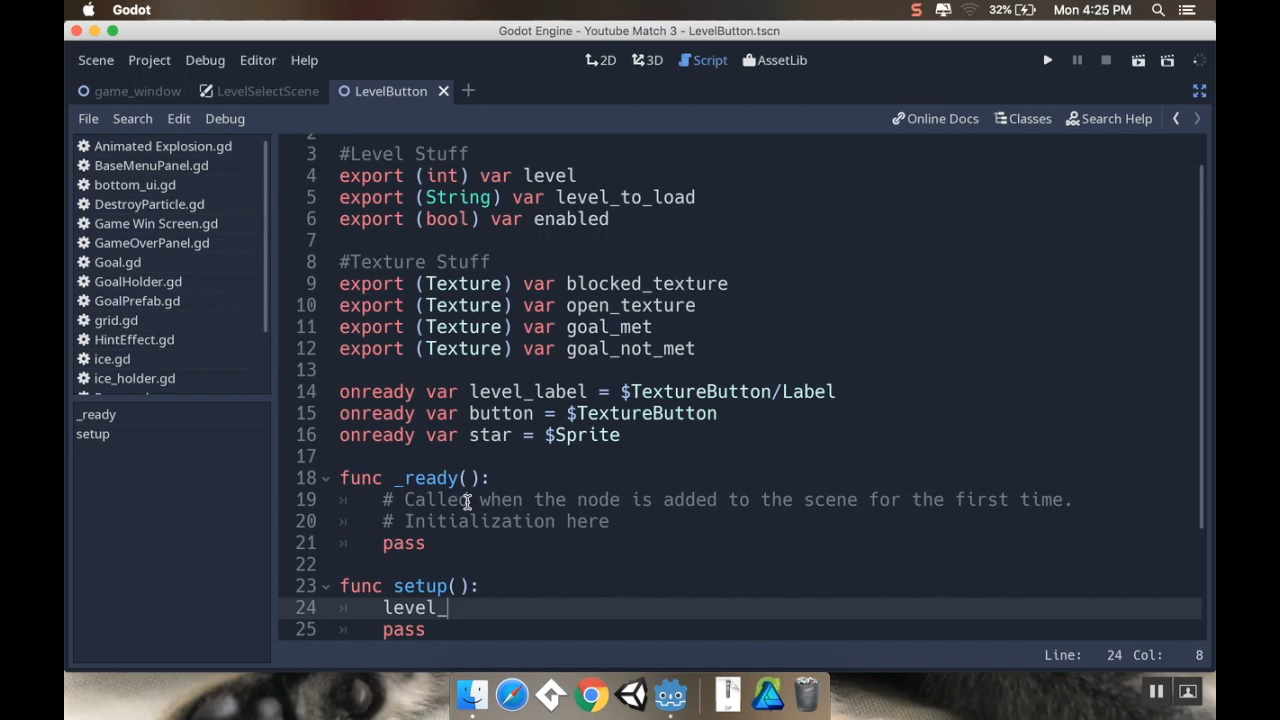 Godot
S
32%
Mon 4:25 PM
Godot Engine - Youtube Match 3 - LevelButton.tscn
Scene Project Debug Editor Help
2D 3D Script AssetLib
game_window LevelSelectScene LevelButton
File Search Edit Debug
Online Docs Classes Search Help
Animated Explosion.gd
BaseMenuPanel.gd
bottom_ui.gd
DestroyParticle.gd
Game Win Screen.gd
GameOverPanel.gd
Goal.gd
GoalHolder.gd
GoalPrefab.gd
grid.gd
HintEffect.gd
ice.gd
ice_holder.gd
_ready
setup
2
3 #Level Stuff
4 export (int) var level
5 export (String) var level_to_load
6 export (bool) var enabled
7
8 #Texture Stuff
9 export (Texture) var blocked_texture
10 export (Texture) var open_texture
11 export (Texture) var goal_met
12 export (Texture) var goal_not_met
13
14 onready var level_label = $TextureButton/Label
15 onready var button = $TextureButton
16 onready var star = $Sprite
17
18 func _ready():
19 # Called when the node is added to the scene for the first time.
20 # Initialization here
21 pass
22
23 func setup():
24 level_
25 pass
Line: 24 Col: 8